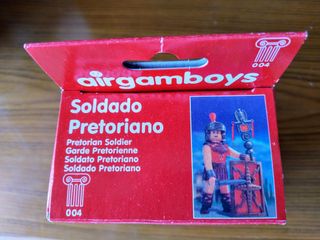 airgamboys
004
Soldado
Pretoriano
Pretorian Soldier
Garde Pretorienne
Soldato Pretoriano
Soldado Pretoriano
004